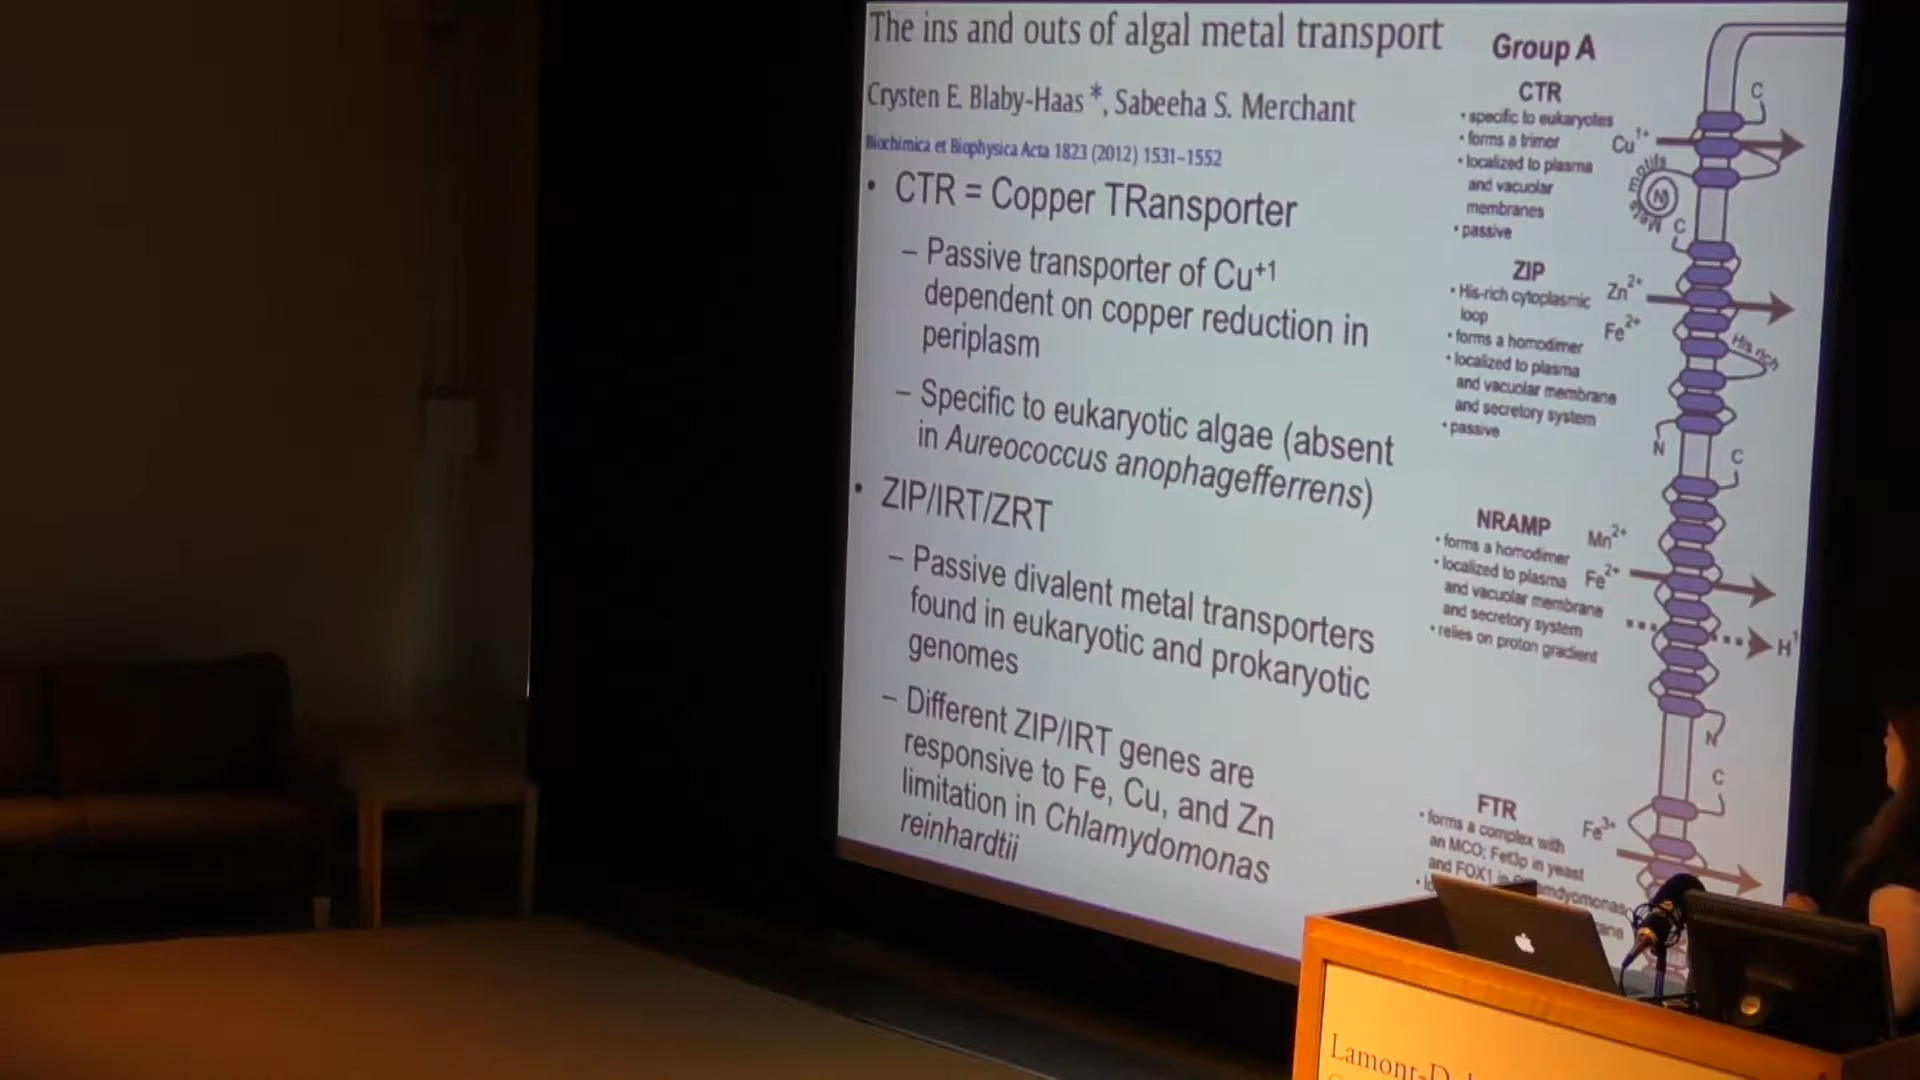 The ins and outs of algal metal transport
Crysten E. Blaby-Haas *, Sabeeha S. Merchant
Biochimica et Biophysica Acta 1823 (2012) 1531–1552
• CTR = Copper TRansporter
– Passive transporter of Cu+1
dependent on copper reduction in
periplasm
– Specific to eukaryotic algae (absent
in Aureococcus anophagefferrens)
• ZIP/IRT/ZRT
– Passive divalent metal transporters
found in eukaryotic and prokaryotic
genomes
– Different ZIP/IRT genes are
responsive to Fe, Cu, and Zn
limitation in Chlamydomonas
reinhardtii
Group A
CTR
• specific to eukaryotes
• forms a trimer
• localized to plasma
and vacuolar
membranes
• passive
Cu1+
C
motifs
Mets
N
C
ZIP
• His-rich cytoplasmic
loop
• forms a homodimer
• localized to plasma
and vacuolar membrane
and secretory system
• passive
Zn2+
Fe2+
His rich
N
C
NRAMP
• forms a homodimer
• localized to plasma
and vacuolar membrane
and secretory system
• relies on proton gradient
Mn2+
Fe2+
H
N
C
FTR
• forms a complex with
an MCO; Fet3p in yeast
and FOX1 in
Fe3+
Lamont-D